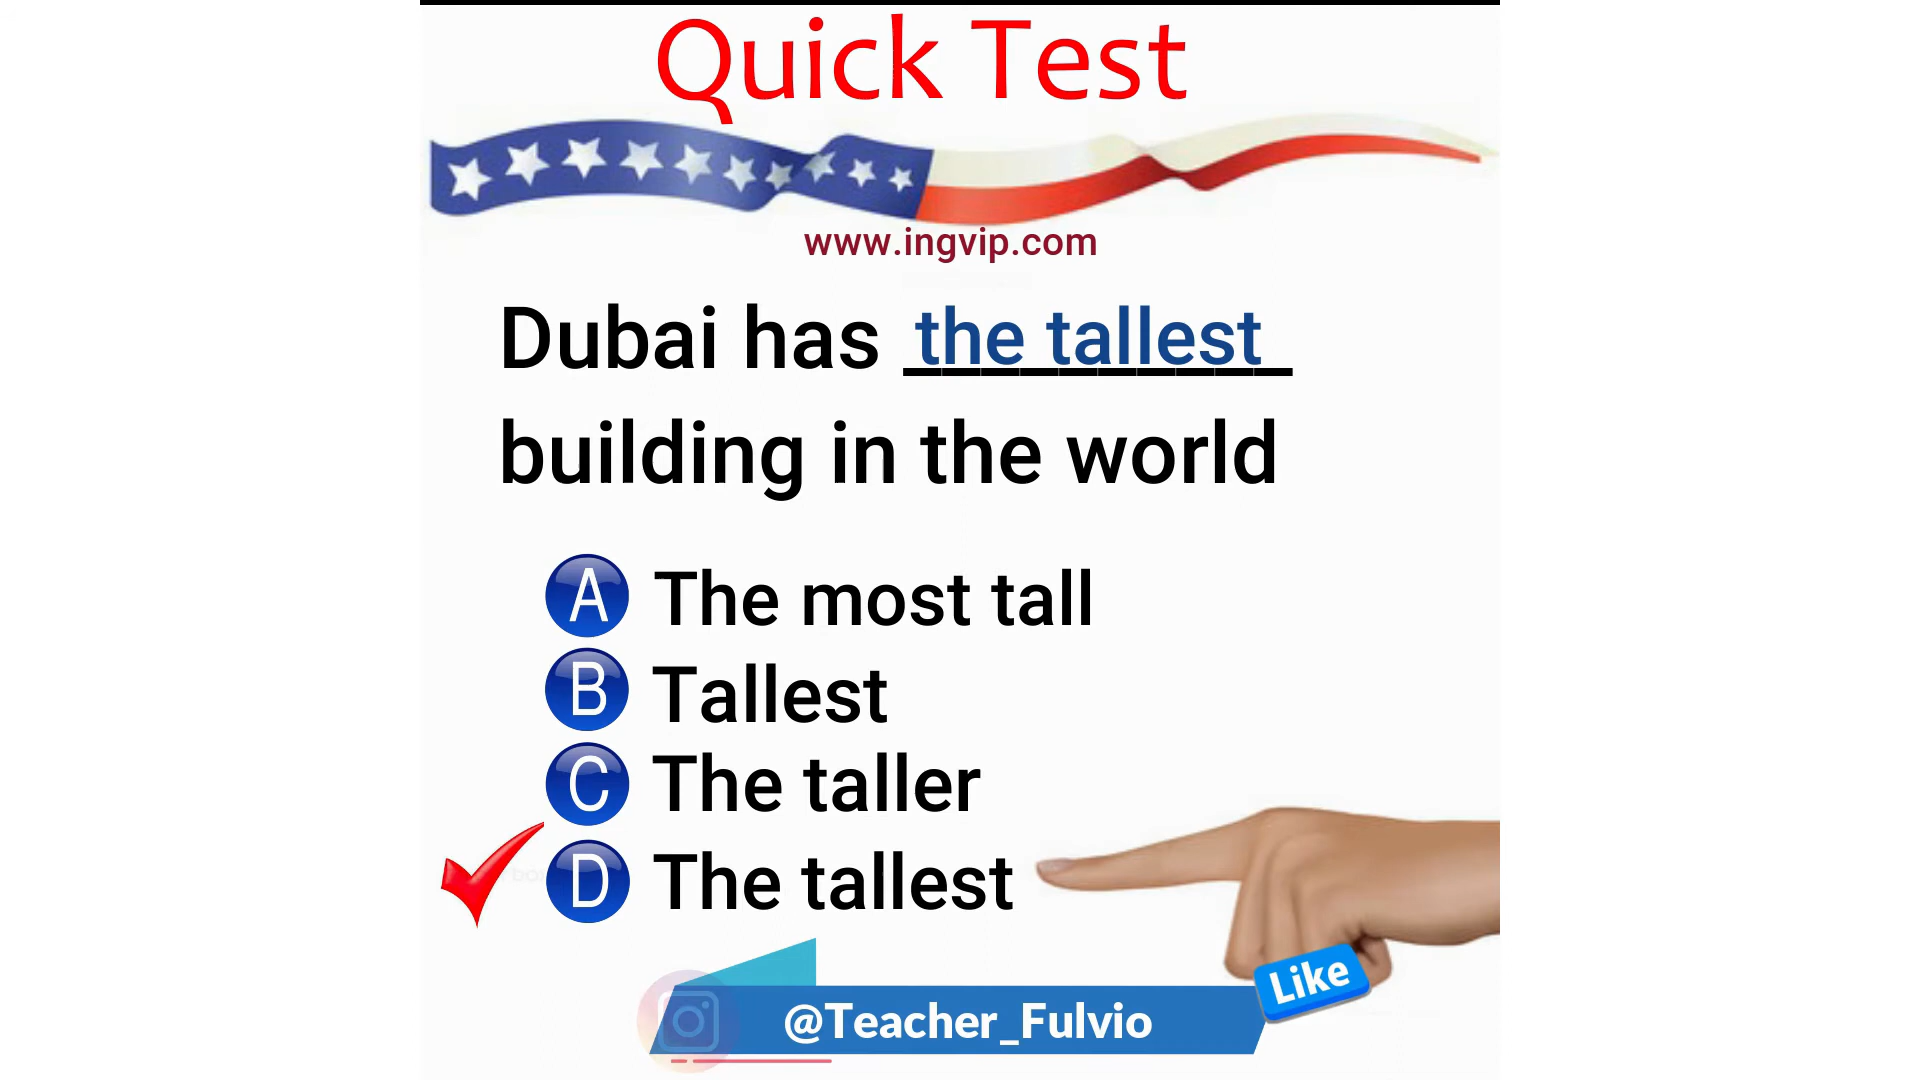 Quick Test
www.ingvip.com
Dubai has the tallest
building in the world
A The most tall
B Tallest
C The taller
D The tallest
Like
@Teacher_Fulvio